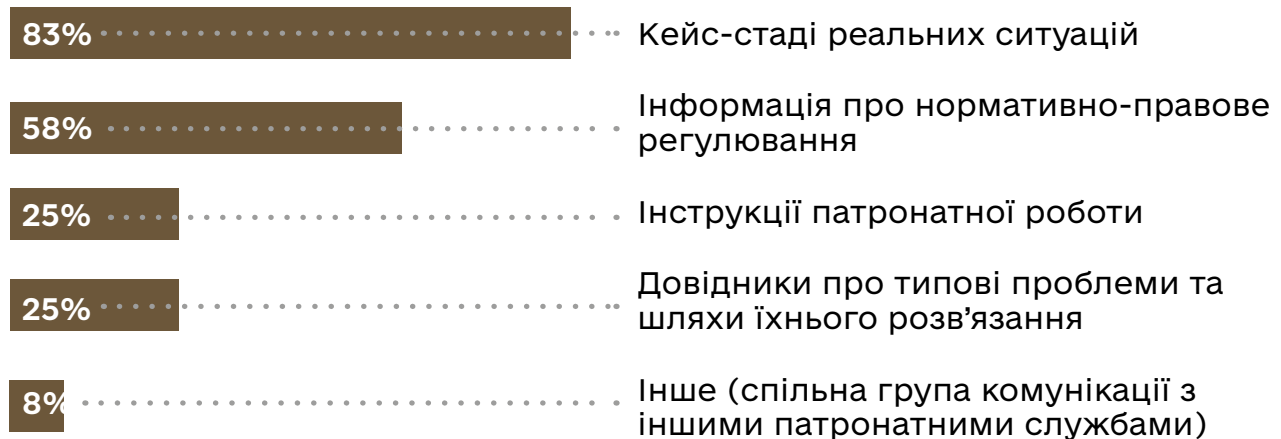 83% Кейс-стаді реальних ситуацій
58% Інформація про нормативно-правове
регулювання
25% Інструкції патронатної роботи
25% Довідники про типові проблеми та
шляхи їхнього розв’язання
8% Інше (спільна група комунікації з
іншими патронатними службами)